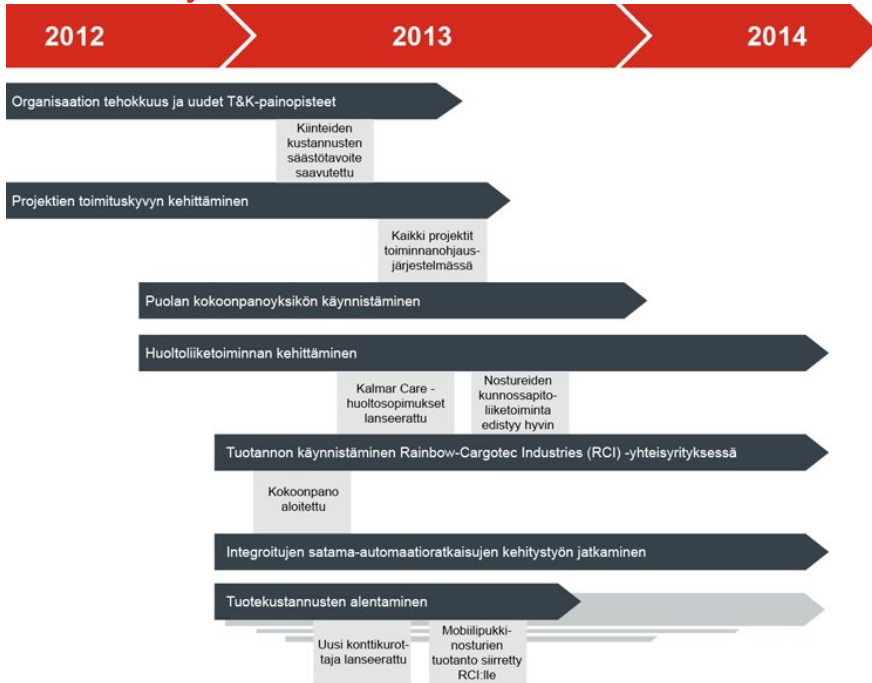 2012
2013
2014
Organisaation tehokkuus ja uudet T&K-painopisteet
Kiinteiden
kustannusten
säästötavoite
saavutettu
Projektien toimituskyvyn kehittäminen
Kaikki projektit
toiminnanohjaus-
järjestelmässä
Puolan kokoonpanoyksikön käynnistäminen
Huoltoliiketoiminnan kehittäminen
Kalmar Care -
huoltosopimukset
lanseerattu
Nostureiden
kunnossapito-
liiketoiminta
edistyy hyvin
Tuotannon käynnistäminen Rainbow-Cargotec Industries (RCI) -yhteisyrityksessä
Kokoonpano
aloitettu
Integroitujen satama-automaatioratkaisujen kehitystyön jatkaminen
Tuotekustannusten alentaminen
Uusi konttikurot-
taja lanseerattu
Mobiilipukki-
nosturien
tuotanto siirretty
RCI:lle